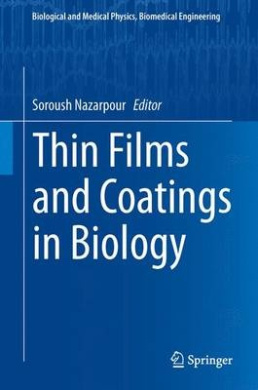 Biological and Medical Physics, Biomedical Engineering
Soroush Nazarpour Editor
Thin Films
and Coatings
in Biology
Springer